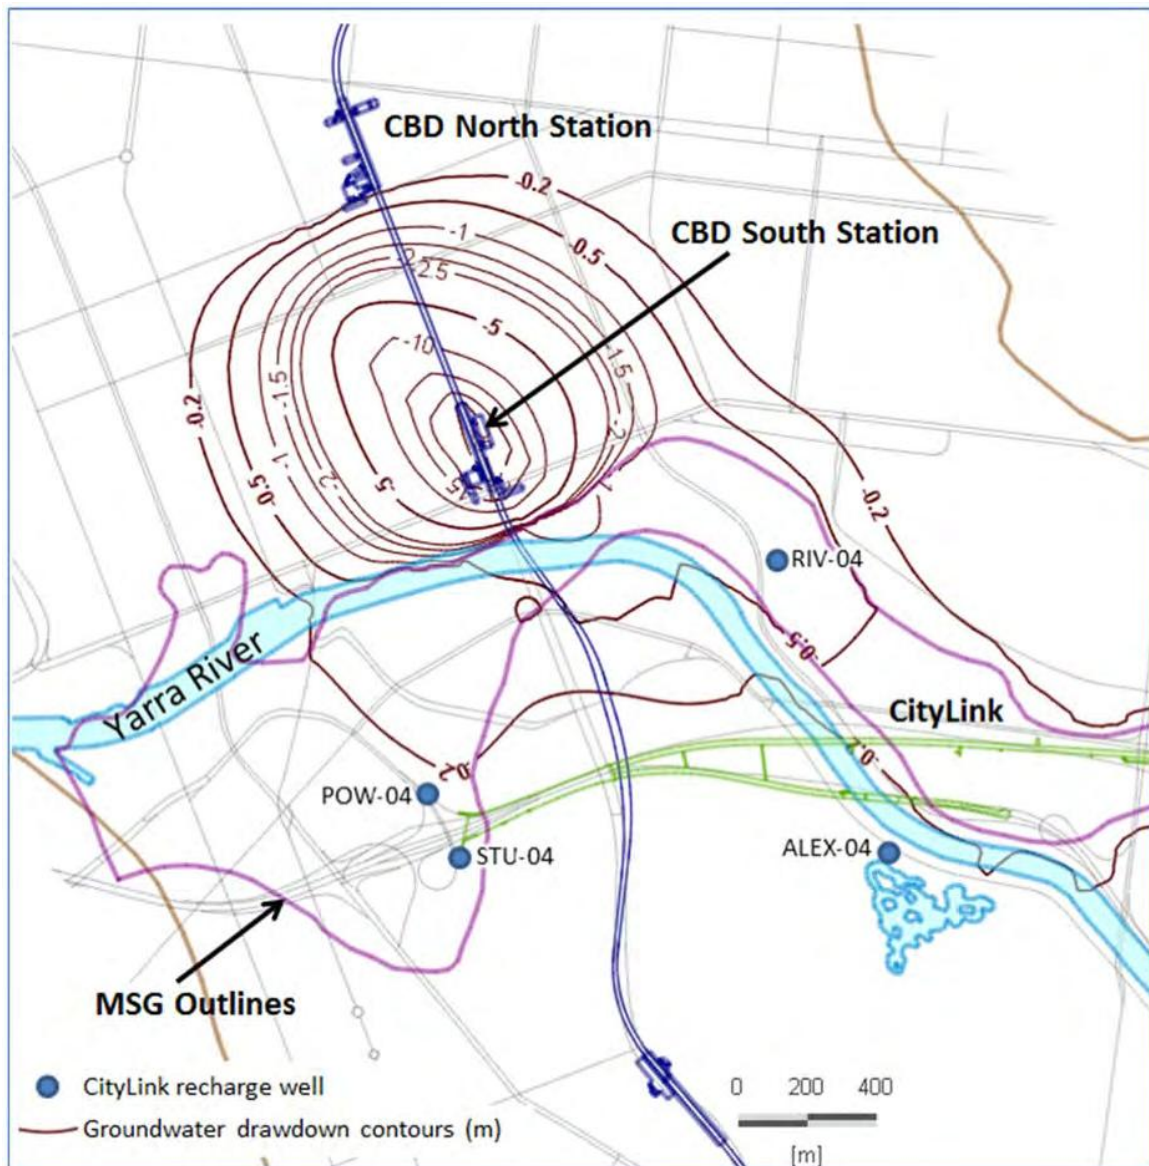 CBD North Station
-0.2
CBD South Station
-1
-0.5
-2
-2.5
-5
-10
-1.5
-1.5
-0.2
-2
-1
-0.5
-2
-5
-15
-1
-0.2
RIV-04
-0.5
Yarra River
CityLink
-0.2
-0.2
POW-04
STU-04
ALEX-04
MSG Outlines
CityLink recharge well
0 200 400
Groundwater drawdown contours (m)
[m]